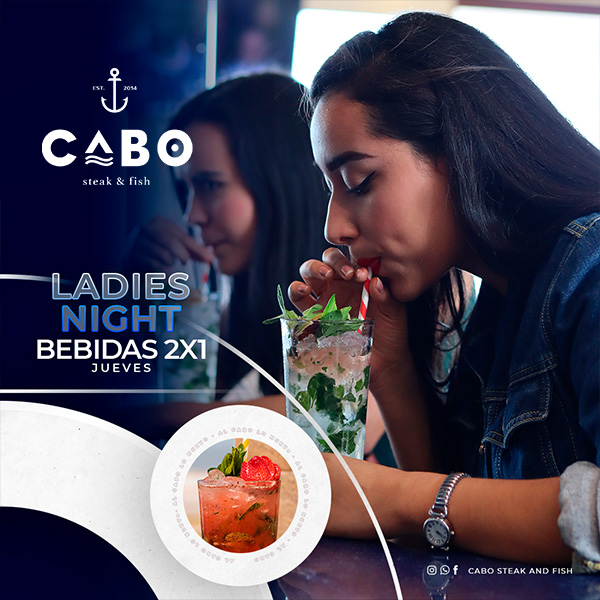 EST. 2014
CABO
steak & fish
LADIES
NIGHT
BEBIDAS 2X1
JUEVES
CABO STEAK AND FISH